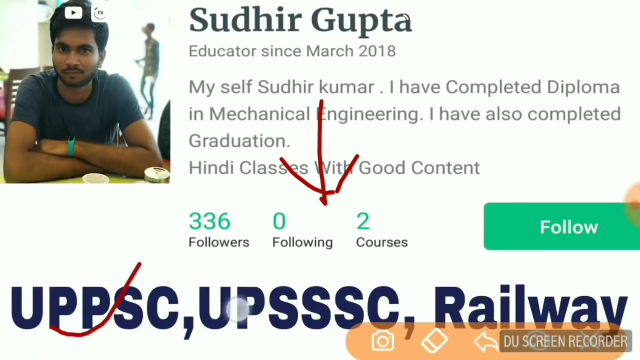 Sudhir Gupta
Educator since March 2018
My self Sudhir kumar . I have Completed Diploma
in Mechanical Engineering. I have also completed
Graduation.
Hindi Classes With Good Content
336 0 2
Followers Following Courses
Follow
UPPSC,UPSSSC, Railway
DU SCREEN RECORDER